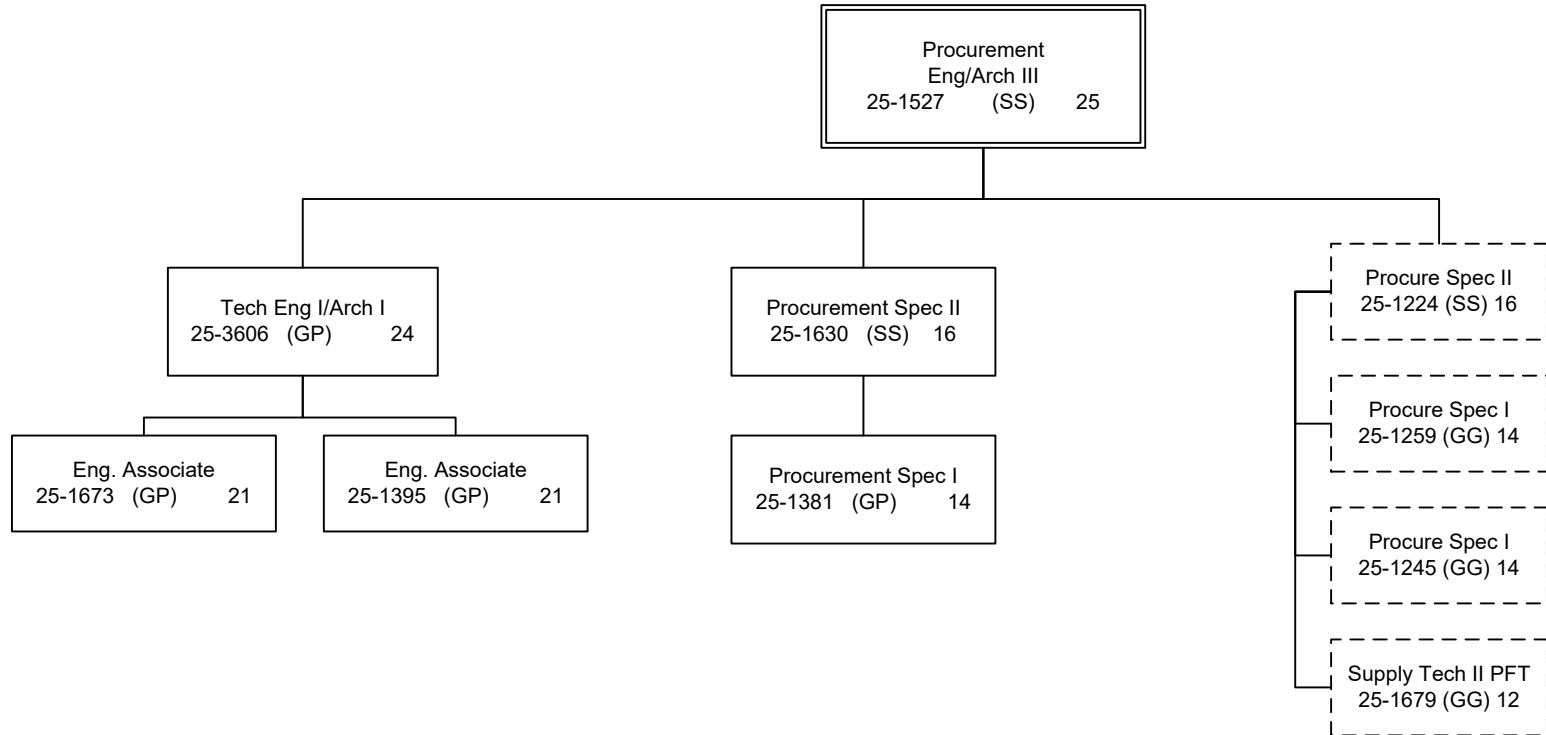 Procurement
Eng/Arch III
25-1527 (SS) 25
Tech Eng I/Arch I
25-3606 (GP) 24
Eng. Associate
25-1673 (GP) 21
Eng. Associate
25-1395 (GP) 21
Procurement Spec II
25-1630 (SS) 16
Procurement Spec I
25-1381 (GP) 14
Procure Spec II
25-1224 (SS) 16
Procure Spec I
25-1259 (GG) 14
Procure Spec I
25-1245 (GG) 14
Supply Tech II PFT
25-1679 (GG) 12